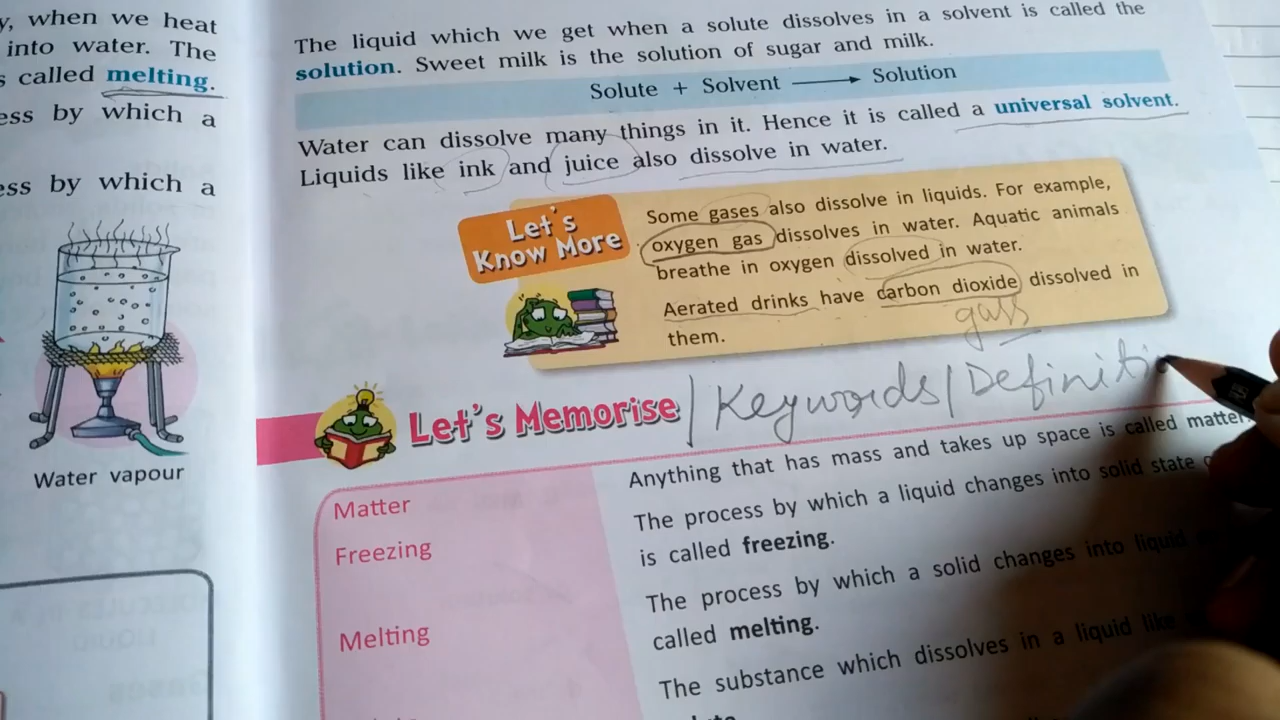 y, when we heat
into water. The
s called melting.
ess by which a
ess by which a
Water vapour
The liquid which we get when a solute dissolves in a solvent is called the
solution. Sweet milk is the solution of sugar and milk.
Solute + Solvent ⟶ Solution
Water can dissolve many things in it. Hence it is called a universal solvent.
Liquids like ink and juice also dissolve in water.
Let's
Know More
Some gases also dissolve in liquids. For example,
oxygen gas dissolves in water. Aquatic animals
breathe in oxygen dissolved in water.
Aerated drinks have carbon dioxide dissolved in
them.
gass
Let's Memorise / Keywords / Definiti
Matter
Anything that has mass and takes up space is called matter.
Freezing
The process by which a liquid changes into solid state
is called freezing.
Melting
The process by which a solid changes into liquid
called melting.
The substance which dissolves in a liquid like